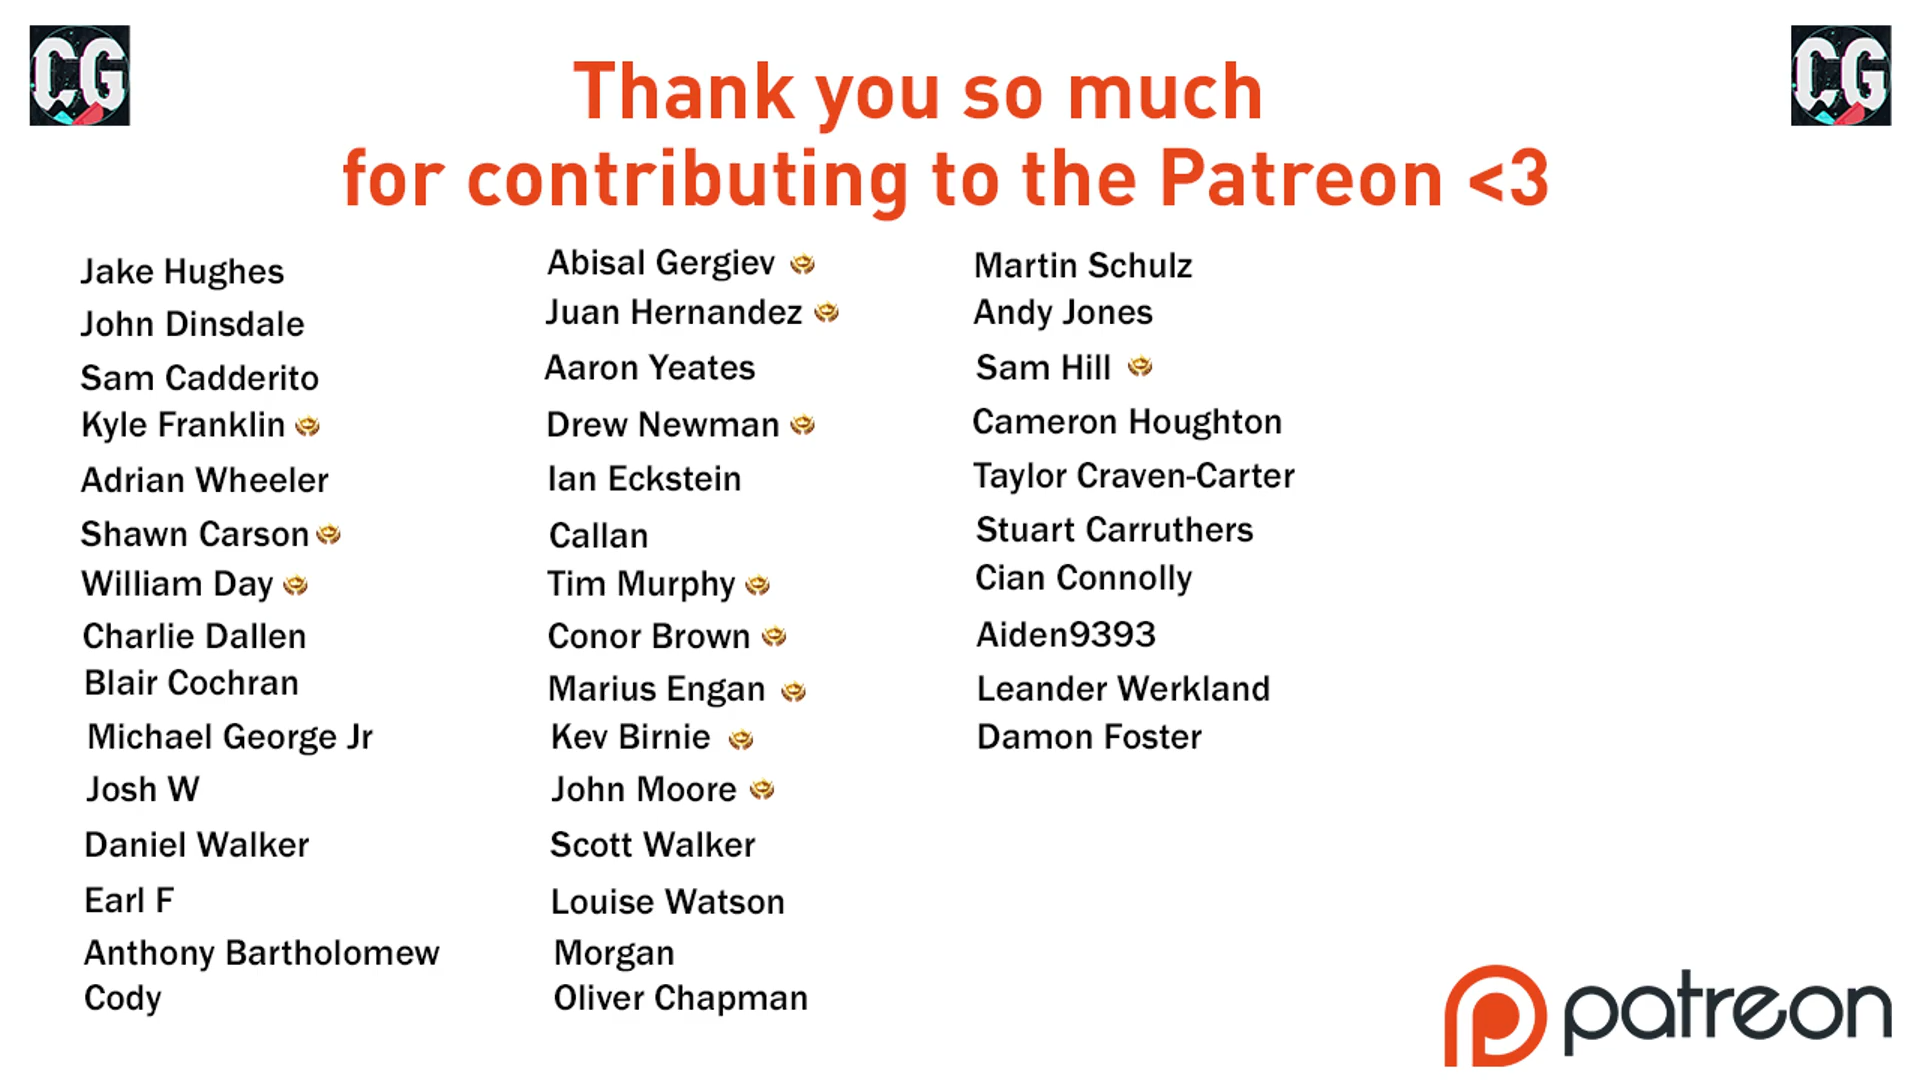 CG
CG
Thank you so much
for contributing to the Patreon <3
Jake Hughes
John Dinsdale
Sam Cadderito
Kyle Franklin
Adrian Wheeler
Shawn Carson
William Day
Charlie Dallen
Blair Cochran
Michael George Jr
Josh W
Daniel Walker
Earl F
Anthony Bartholomew
Cody
Abisal Gergiev
Juan Hernandez
Aaron Yeates
Drew Newman
Ian Eckstein
Callan
Tim Murphy
Conor Brown
Marius Engan
Kev Birnie
John Moore
Scott Walker
Louise Watson
Morgan
Oliver Chapman
Martin Schulz
Andy Jones
Sam Hill
Cameron Houghton
Taylor Craven-Carter
Stuart Carruthers
Cian Connolly
Aiden9393
Leander Werkland
Damon Foster
patreon